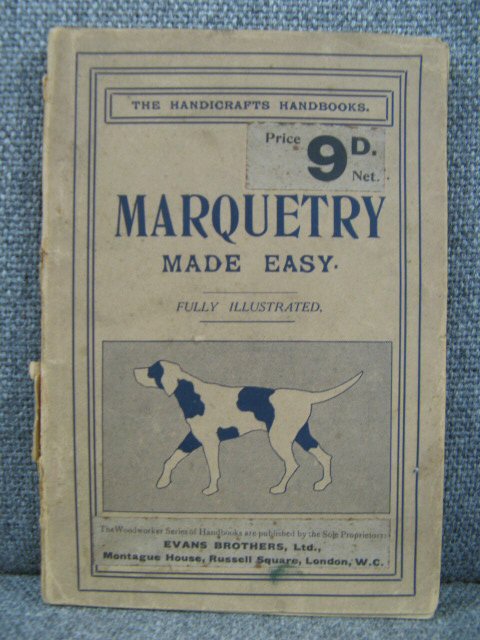 THE HANDICRAFTS HANDBOOKS.
Price 9D. Net.
MARQUETRY
MADE EASY.
FULLY ILLUSTRATED.
The Woodworker Series of Handbooks are published by the Sole Proprietors:
EVANS BROTHERS, Ltd.,
Montague House, Russell Square, London, W.C.